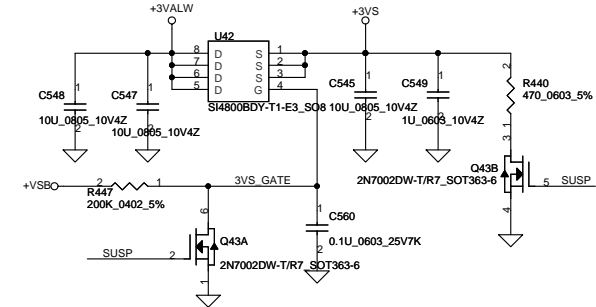 +3VALW
+3VS
U42
8 D S 1
7 D S 2
6 D S 3
5 D G 4
SI4800BDY-T1-E3_SO8
C548
1
2
10U_0805_10V4Z
C547
1
2
10U_0805_10V4Z
C545
1
2
10U_0805_10V4Z
C549
1
2
1U_0603_10V4Z
2
R440
470_0603_5%
1
3
Q43B
2N7002DW-T/R7_SOT363-6
5
SUSP
4
+VSB
2
R447
200K_0402_5%
1
3VS_GATE
6
Q43A
2N7002DW-T/R7_SOT363-6
SUSP
2
1
1
C560
0.1U_0603_25V7K
2